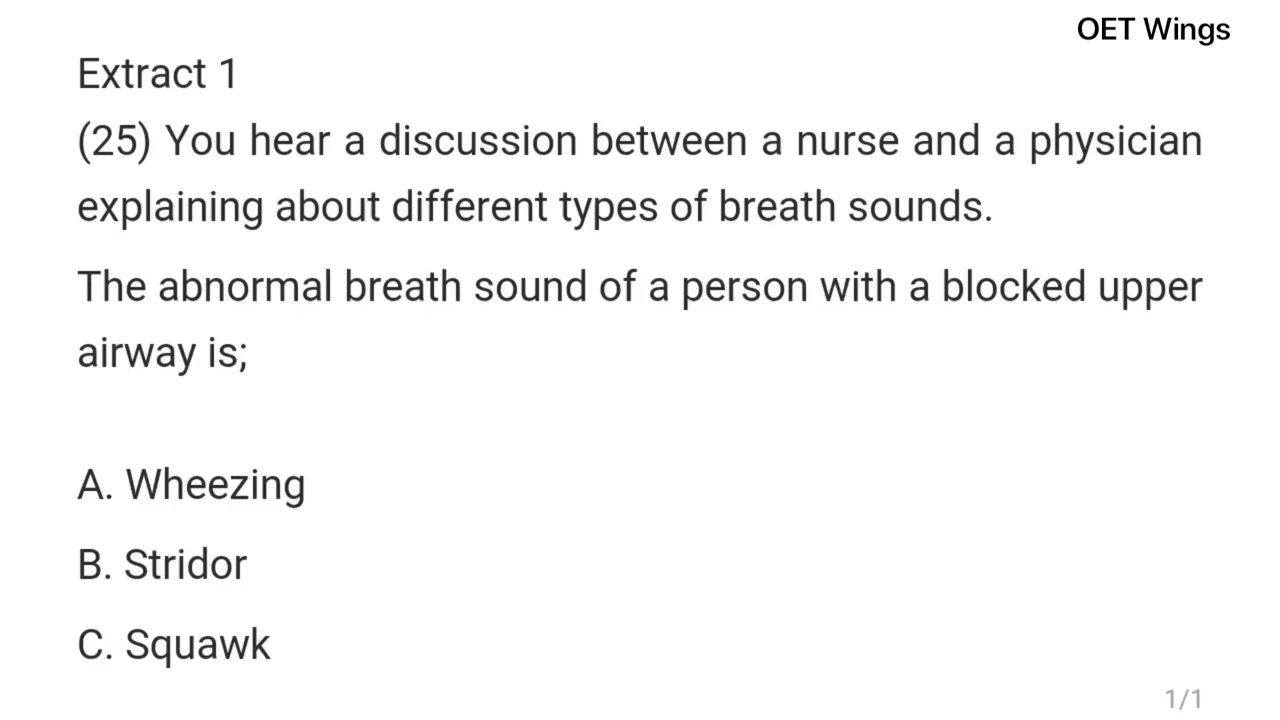 OET Wings
Extract 1
(25) You hear a discussion between a nurse and a physician
explaining about different types of breath sounds.
The abnormal breath sound of a person with a blocked upper
airway is;
A. Wheezing
B. Stridor
C. Squawk
1/1